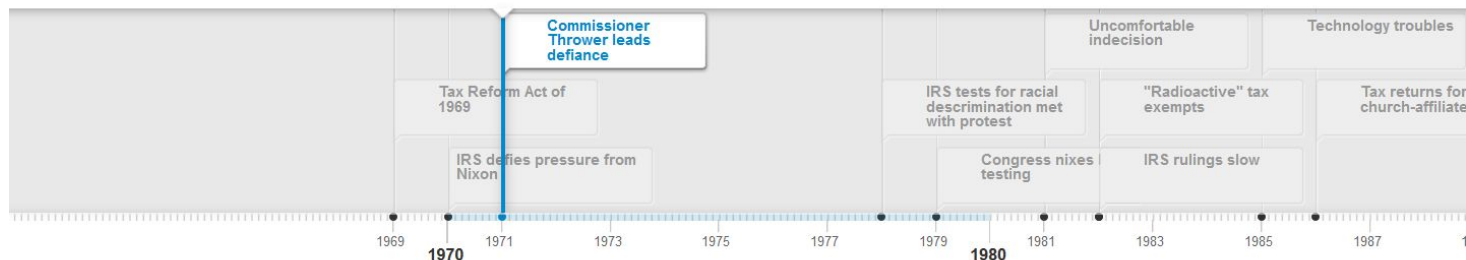 Commissioner
Thrower leads
defiance
Uncomfortable
indecision
Technology troubles
Tax Reform Act of
1969
IRS tests for racial
descrimination met
with protest
"Radioactive" tax
exempts
Tax returns for
church-affiliate
IRS defies pressure from
Nixon
Congress nixes
testing
IRS rulings slow
1969
1970
1971
1973
1975
1977
1979
1980
1981
1983
1985
1987